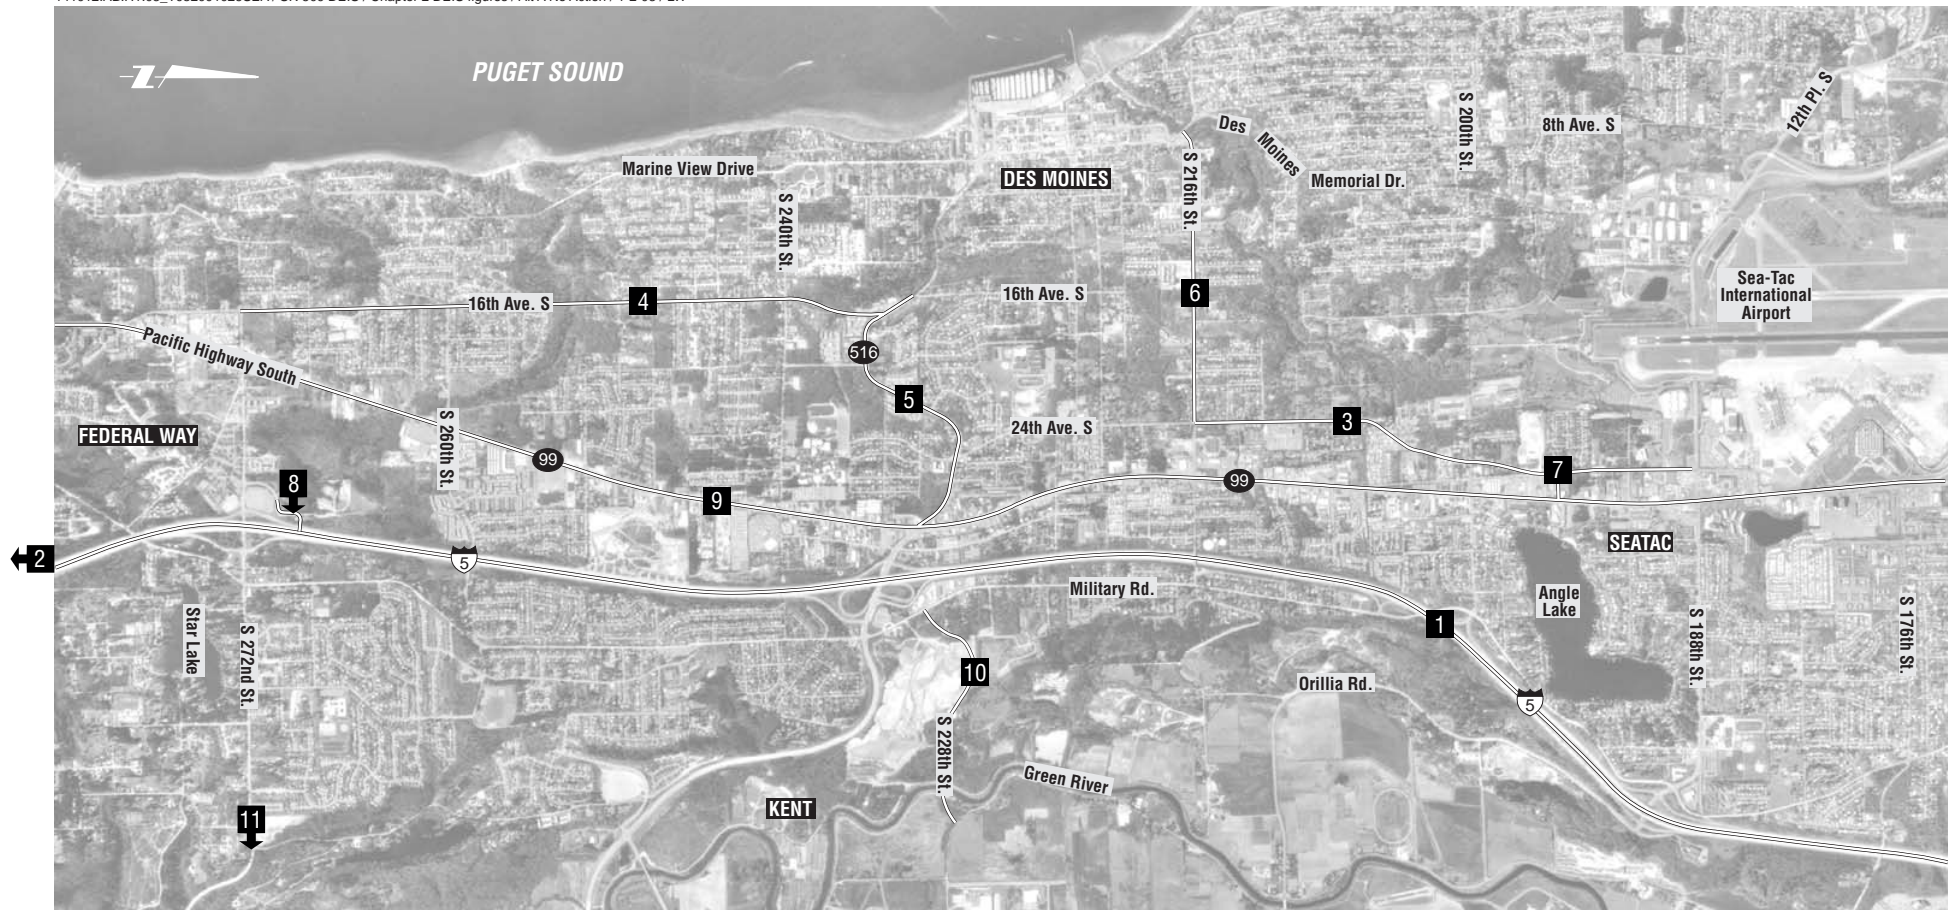 PUGET SOUND
Z
12th Pl. S
S 200th St.
8th Ave. S
Des
Moines
Memorial Dr.
Marine View Drive
DES MOINES
S 216th St.
S 240th St.
16th Ave. S
4
16th Ave. S
6
Sea-Tac
International
Airport
Pacific Highway South
516
5
3
24th Ave. S
FEDERAL WAY
S 260th St.
99
8
9
99
7
2
5
SEATAC
Military Rd.
Angle
Lake
1
Star Lake
S 272nd St.
10
Orillia Rd.
5
S 188th St.
S 176th St.
S 228th St.
Green River
KENT
11